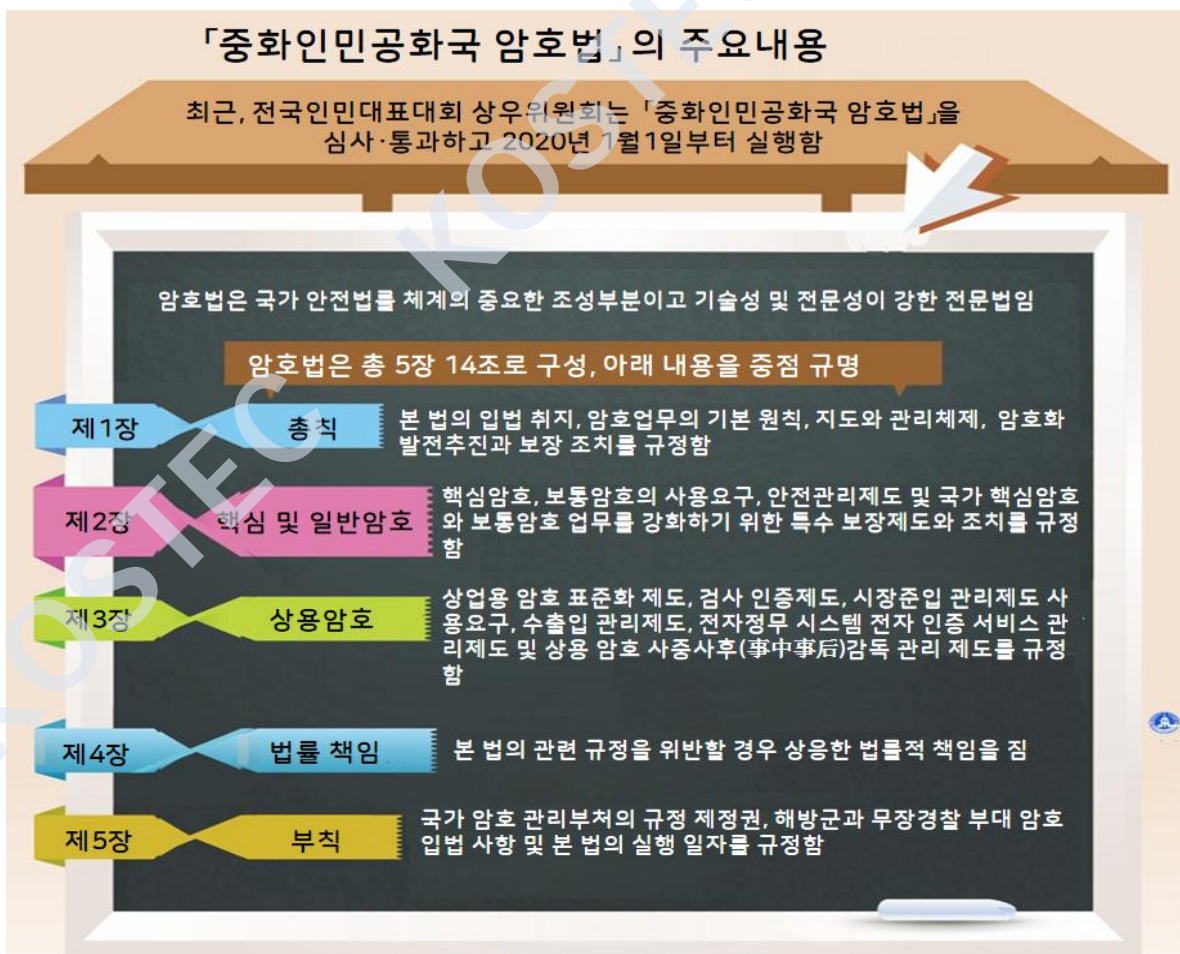 「중화인민공화국 암호법」의 주요내용
최근, 전국인민대표대회 상우위원회는 「중화인민공화국 암호법」을
심사·통과하고 2020년 1월1일부터 실행함
암호법은 국가 안전법률 체계의 중요한 조성부분이고 기술성 및 전문성이 강한 전문법임
암호법은 총 5장 14조로 구성, 아래 내용을 중점 규명
제1장
총칙
본 법의 입법 취지, 암호업무의 기본 원칙, 지도와 관리체제, 암호화
발전추진과 보장 조치를 규정함
제2장
핵심 및 일반암호
핵심암호, 보통암호의 사용요구, 안전관리제도 및 국가 핵심암호
와 보통암호 업무를 강화하기 위한 특수 보장제도와 조치를 규정
함
제3장
상용암호
상업용 암호 표준화 제도, 검사 인증제도, 시장준입 관리제도 사
용요구, 수출입 관리제도, 전자정무 시스템 전자 인증 서비스 관
리제도 및 상용 암호 사중사후(事中事后)감독 관리 제도를 규정
함
제4장
법률 책임
본 법의 관련 규정을 위반할 경우 상응한 법률적 책임을 짐
제5장
부칙
국가 암호 관리부처의 규정 제정권, 해방군과 무장경찰 부대 암호
입법 사항 및 본 법의 실행 일자를 규정함
KOSTEC
KOSTEC